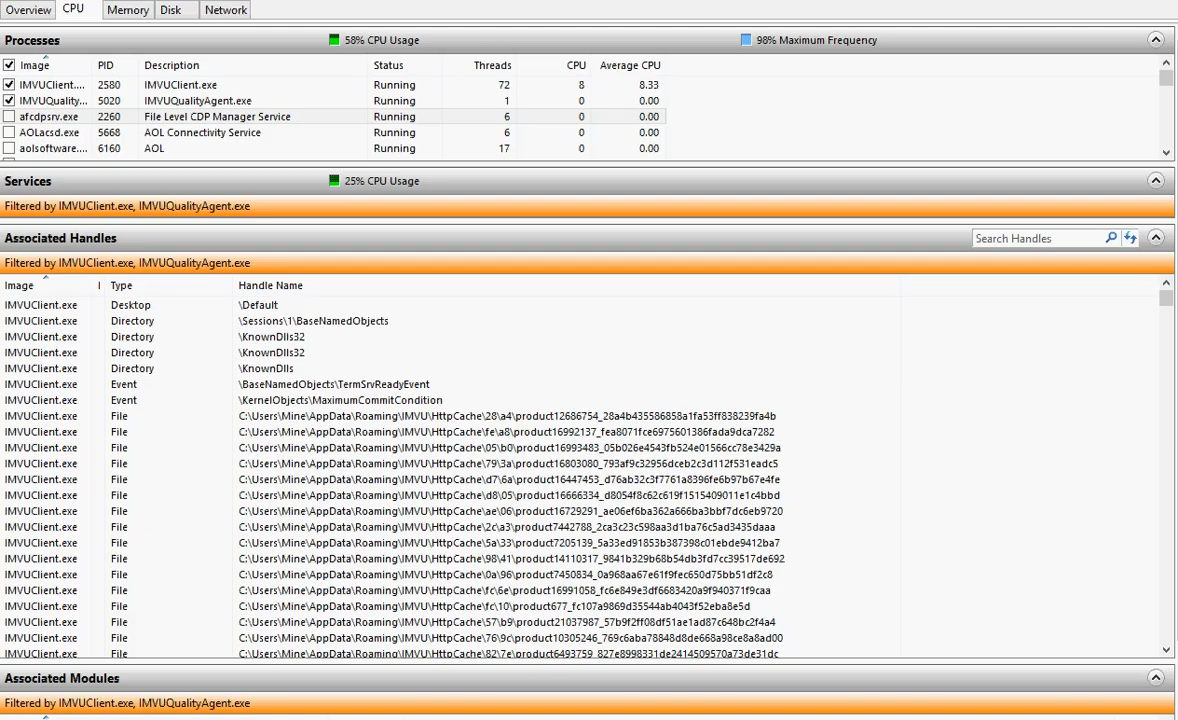 Overview CPU Memory Disk Network
Processes 58% CPU Usage 98% Maximum Frequency
Image PID Description Status Threads CPU Average CPU
IMVUClient.... 2580 IMVUClient.exe Running 72 8 8.33
IMVUQuality... 5020 IMVUQualityAgent.exe Running 1 0 0.00
afcdpsrv.exe 2260 File Level CDP Manager Service Running 6 0 0.00
AOLacsd.exe 5668 AOL Connectivity Service Running 6 0 0.00
aolsoftware.... 6160 AOL Running 17 0 0.00
Services 25% CPU Usage
Filtered by IMVUClient.exe, IMVUQualityAgent.exe
Associated Handles Search Handles
Filtered by IMVUClient.exe, IMVUQualityAgent.exe
Image I Type Handle Name
IMVUClient.exe Desktop \Default
IMVUClient.exe Directory \Sessions\1\BaseNamedObjects
IMVUClient.exe Directory \KnownDlls32
IMVUClient.exe Directory \KnownDlls32
IMVUClient.exe Directory \KnownDlls
IMVUClient.exe Event \BaseNamedObjects\TermSrvReadyEvent
IMVUClient.exe Event \KernelObjects\MaximumCommitCondition
IMVUClient.exe File C:\Users\Mine\AppData\Roaming\IMVU\HttpCache\28\a4\product12686754_28a4b435586858a1fa53ff838239fa4b
IMVUClient.exe File C:\Users\Mine\AppData\Roaming\IMVU\HttpCache\fe\a8\product16992137_fea8071fce6975601386fada9dca7282
IMVUClient.exe File C:\Users\Mine\AppData\Roaming\IMVU\HttpCache\05\b0\product16993483_05b026e4543fb524e01566cc78e3429a
IMVUClient.exe File C:\Users\Mine\AppData\Roaming\IMVU\HttpCache\79\3a\product16803080_793af9c32956dceb2c3d112f531eadc5
IMVUClient.exe File C:\Users\Mine\AppData\Roaming\IMVU\HttpCache\d7\6a\product16447453_d76ab32c3f7761a8396fe6b97b67e4fe
IMVUClient.exe File C:\Users\Mine\AppData\Roaming\IMVU\HttpCache\d8\05\product16666334_d8054f8c62c619f1515409011e1c4bbd
IMVUClient.exe File C:\Users\Mine\AppData\Roaming\IMVU\HttpCache\ae\06\product16729291_ae06ef6ba362a666ba3bbf7dc6eb9720
IMVUClient.exe File C:\Users\Mine\AppData\Roaming\IMVU\HttpCache\2c\a3\product7442788_2ca3c23c598aa3d1ba76c5ad3435daaa
IMVUClient.exe File C:\Users\Mine\AppData\Roaming\IMVU\HttpCache\5a\33\product7205139_5a33ed91853b387398c01ebde9412ba7
IMVUClient.exe File C:\Users\Mine\AppData\Roaming\IMVU\HttpCache\98\41\product14110317_9841b329b68b54db3fd7cc39517de692
IMVUClient.exe File C:\Users\Mine\AppData\Roaming\IMVU\HttpCache\0a\96\product7450834_0a968aa67e61f9fec650d75bb51df2c8
IMVUClient.exe File C:\Users\Mine\AppData\Roaming\IMVU\HttpCache\fc\6e\product16991058_fc6e849e3df6683420a9f940371f9caa
IMVUClient.exe File C:\Users\Mine\AppData\Roaming\IMVU\HttpCache\fc\10\product677_fc107a9869d35544ab4043f52eba8e5d
IMVUClient.exe File C:\Users\Mine\AppData\Roaming\IMVU\HttpCache\57\b9\product21037987_57b9f2ff08df51ae1ad87c648bc2f4a4
IMVUClient.exe File C:\Users\Mine\AppData\Roaming\IMVU\HttpCache\76\9c\product10305246_769c6aba78848d8de668a98ce8a8ad00
IMVUClient.exe File C:\Users\Mine\AppData\Roaming\IMVU\HttpCache\82\7e\product6493759_827e8998331de2414509570a73de31dc
Associated Modules
Filtered by IMVUClient.exe, IMVUQualityAgent.exe